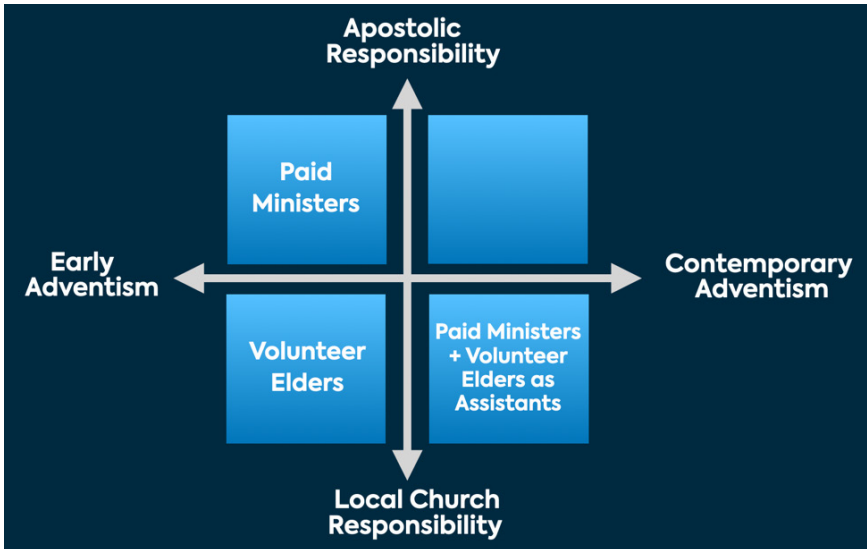 Apostolic
Responsibility
Paid
Ministers
Early
Adventism
Contemporary
Adventism
Volunteer
Elders
Paid Ministers
+ Volunteer
Elders as
Assistants
Local Church
Responsibility